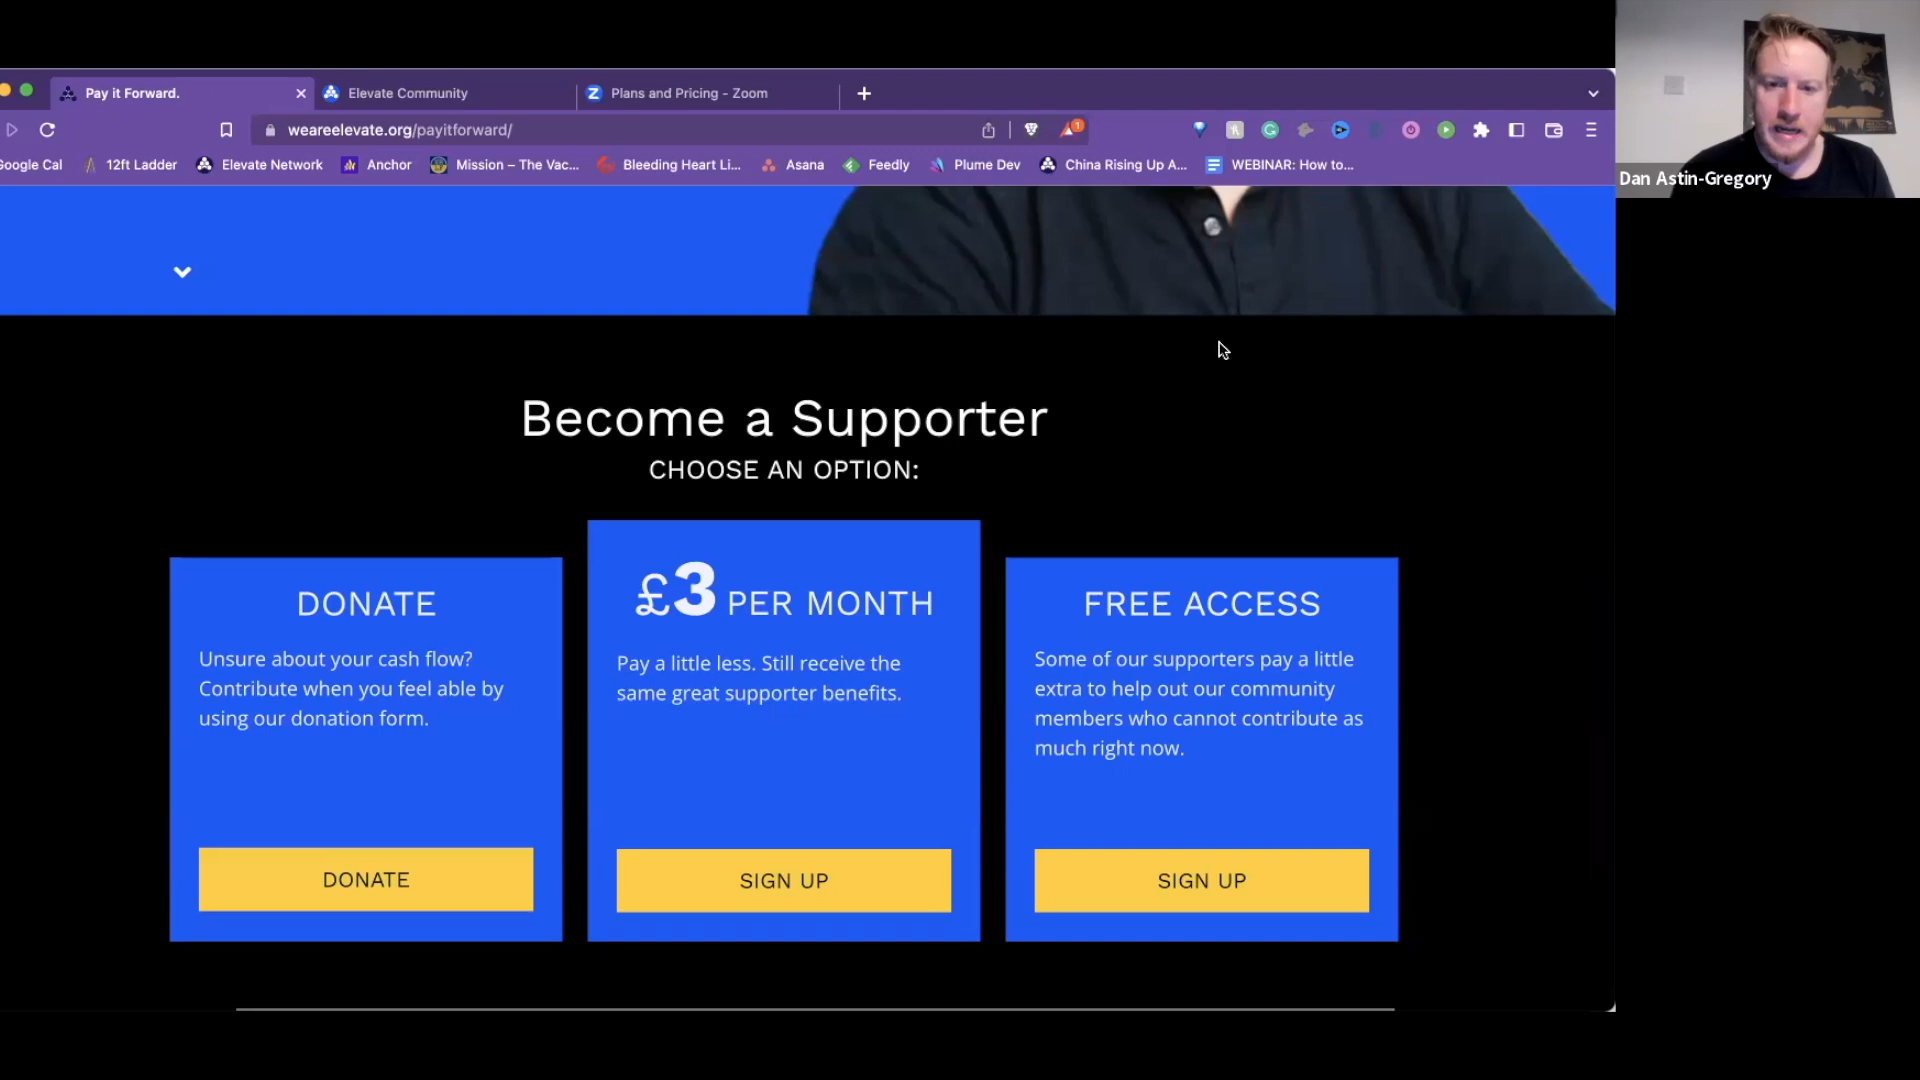 Pay it Forward.
Elevate Community
Plans and Pricing - Zoom
weareelevate.org/payitforward/
1
Google Cal
12ft Ladder
Elevate Network
Anchor
Mission – The Vac...
Bleeding Heart Li...
Asana
Feedly
Plume Dev
China Rising Up A...
WEBINAR: How to...
Dan Astin-Gregory
Become a Supporter
CHOOSE AN OPTION:
DONATE
Unsure about your cash flow?
Contribute when you feel able by
using our donation form.
DONATE
£3 PER MONTH
Pay a little less. Still receive the
same great supporter benefits.
SIGN UP
FREE ACCESS
Some of our supporters pay a little
extra to help out our community
members who cannot contribute as
much right now.
SIGN UP